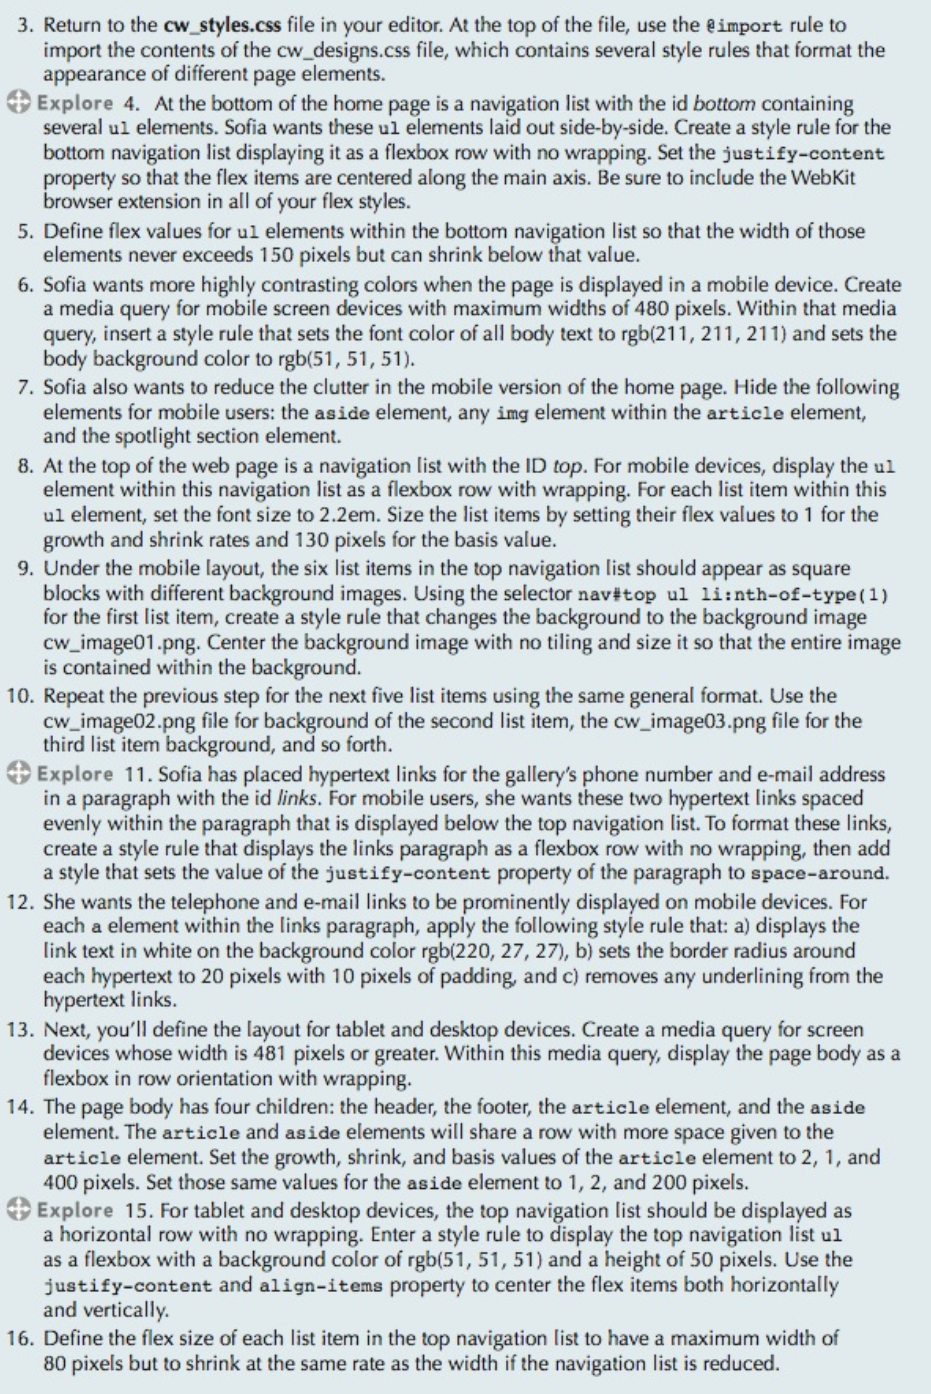 3. Return to the cw_styles.css file in your editor. At the top of the file, use the @import rule to
import the contents of the cw_designs.css file, which contains several style rules that format the
appearance of different page elements.
Explore 4. At the bottom of the home page is a navigation list with the id bottom containing
several ul elements. Sofia wants these ul elements laid out side-by-side. Create a style rule for the
bottom navigation list displaying it as a flexbox row with no wrapping. Set the justify-content
property so that the flex items are centered along the main axis. Be sure to include the WebKit
browser extension in all of your flex styles.
5. Define flex values for ul elements within the bottom navigation list so that the width of those
elements never exceeds 150 pixels but can shrink below that value.
6. Sofia wants more highly contrasting colors when the page is displayed in a mobile device. Create
a media query for mobile screen devices with maximum widths of 480 pixels. Within that media
query, insert a style rule that sets the font color of all body text to rgb(211, 211, 211) and sets the
body background color to rgb(51, 51, 51).
7. Sofia also wants to reduce the clutter in the mobile version of the home page. Hide the following
elements for mobile users: the aside element, any img element within the article element,
and the spotlight section element.
8. At the top of the web page is a navigation list with the ID top. For mobile devices, display the ul
element within this navigation list as a flexbox row with wrapping. For each list item within this
ul element, set the font size to 2.2em. Size the list items by setting their flex values to 1 for the
growth and shrink rates and 130 pixels for the basis value.
9. Under the mobile layout, the six list items in the top navigation list should appear as square
blocks with different background images. Using the selector nav#top ul li:nth-of-type(1)
for the first list item, create a style rule that changes the background to the background image
cw_image01.png. Center the background image with no tiling and size it so that the entire image
is contained within the background.
10. Repeat the previous step for the next five list items using the same general format. Use the
cw_image02.png file for background of the second list item, the cw_image03.png file for the
third list item background, and so forth.
Explore 11. Sofia has placed hypertext links for the gallery's phone number and e-mail address
in a paragraph with the id links. For mobile users, she wants these two hypertext links spaced
evenly within the paragraph that is displayed below the top navigation list. To format these links,
create a style rule that displays the links paragraph as a flexbox row with no wrapping, then add
a style that sets the value of the justify-content property of the paragraph to space-around.
12. She wants the telephone and e-mail links to be prominently displayed on mobile devices. For
each a element within the links paragraph, apply the following style rule that: a) displays the
link text in white on the background color rgb(220, 27, 27), b) sets the border radius around
each hypertext to 20 pixels with 10 pixels of padding, and c) removes any underlining from the
hypertext links.
13. Next, you'll define the layout for tablet and desktop devices. Create a media query for screen
devices whose width is 481 pixels or greater. Within this media query, display the page body as a
flexbox in row orientation with wrapping.
14. The page body has four children: the header, the footer, the article element, and the aside
element. The article and aside elements will share a row with more space given to the
article element. Set the growth, shrink, and basis values of the article element to 2, 1, and
400 pixels. Set those same values for the aside element to 1, 2, and 200 pixels.
Explore 15. For tablet and desktop devices, the top navigation list should be displayed as
a horizontal row with no wrapping. Enter a style rule to display the top navigation list ul
as a flexbox with a background color of rgb(51, 51, 51) and a height of 50 pixels. Use the
justify-content and align-items property to center the flex items both horizontally
and vertically.
16. Define the flex size of each list item in the top navigation list to have a maximum width of
80 pixels but to shrink at the same rate as the width if the navigation list is reduced.